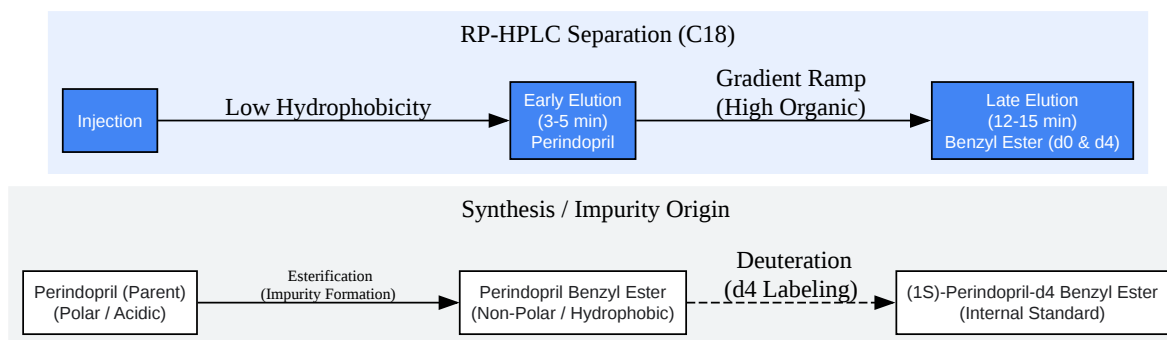 RP-HPLC Separation (C18)
Injection
Low Hydrophobicity
Early Elution
(3-5 min)
Perindopril
Gradient Ramp
(High Organic)
Late Elution
(12-15 min)
Benzyl Ester (d0 & d4)
Synthesis / Impurity Origin
Perindopril (Parent)
(Polar / Acidic)
Esterification
(Impurity Formation)
Perindopril Benzyl Ester
(Non-Polar / Hydrophobic)
Deuteration
(d4 Labeling)
(1S)-Perindopril-d4 Benzyl Ester
(Internal Standard)